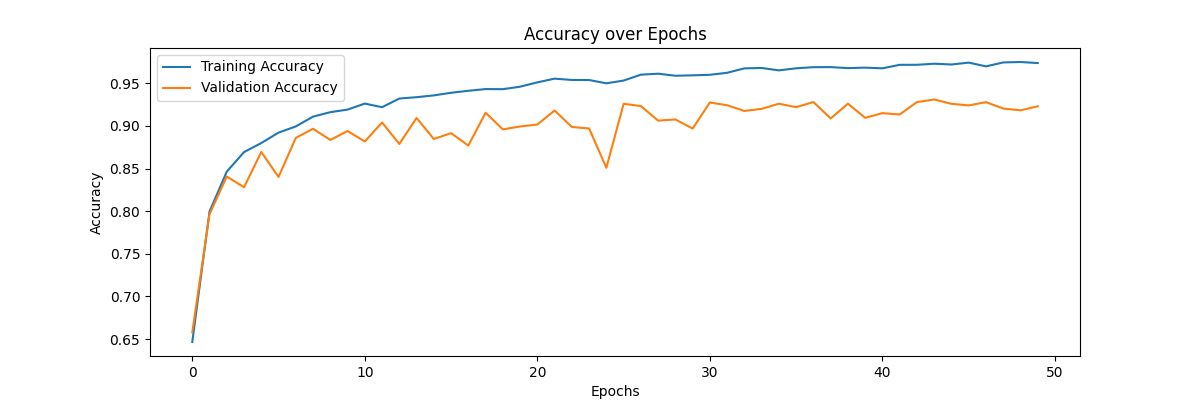 Accuracy over Epochs
Training Accuracy
Validation Accuracy
Accuracy
0.95
0.90
0.85
0.80
0.75
0.70
0.65
0 10 20 30 40 50
Epochs